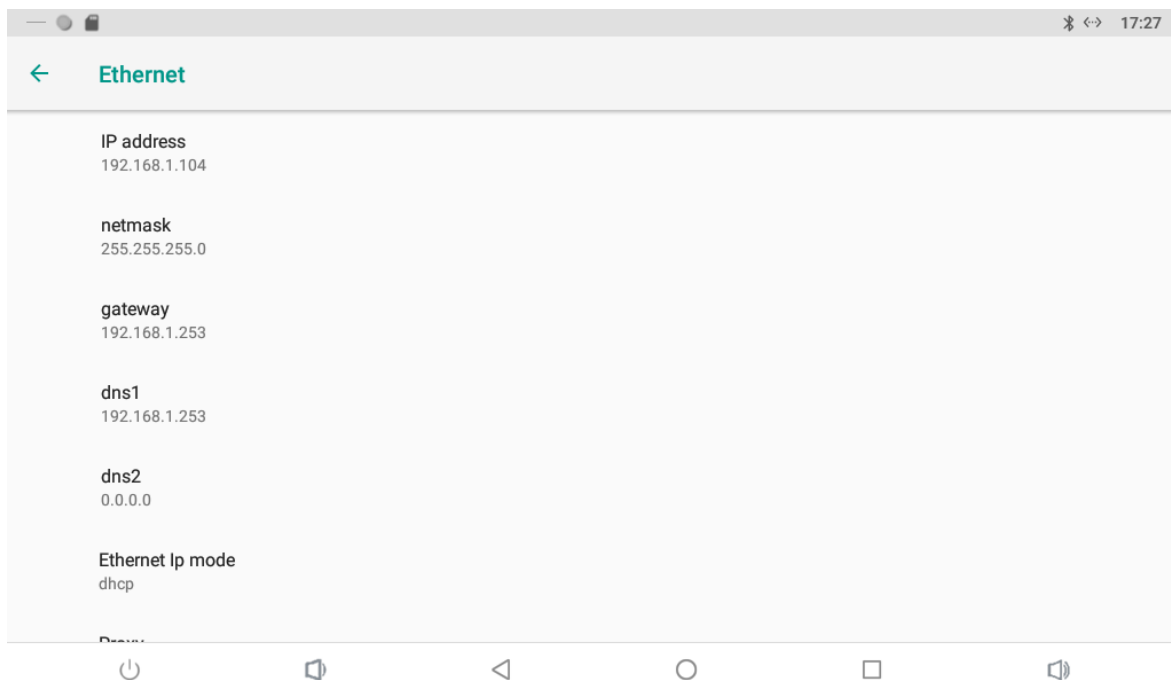 17:27
Ethernet
IP address
192.168.1.104
netmask
255.255.255.0
gateway
192.168.1.253
dns1
192.168.1.253
dns2
0.0.0.0
Ethernet Ip mode
dhcp
Proxy